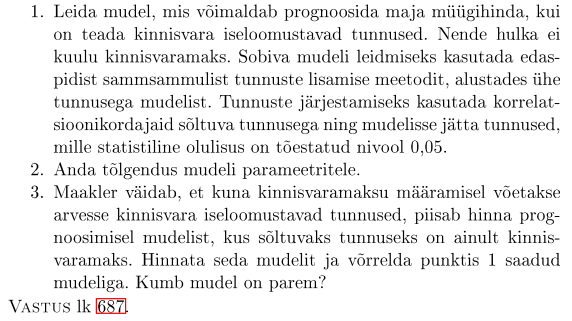 1. Leida mudel, mis võimaldab prognoosida maja müügihinda, kui
on teada kinnisvara iseloomustavad tunnused. Nende hulka ei
kuulu kinnisvaramaks. Sobiva mudeli leidmiseks kasutada edas-
pidist sammsammulist tunnuste lisamise meetodit, alustades ühe
tunnusega mudelist. Tunnuste järjestamiseks kasutada korrelat-
sioonikordajaid sõltuva tunnusega ning mudelisse jätta tunnused,
mille statistiline olulisus on tõestatud nivool 0,05.
2. Anda tõlgendus mudeli parameetritele.
3. Maakler väidab, et kuna kinnisvaramaksu määramisel võetakse
arvesse kinnisvara iseloomustavad tunnused, piisab hinna prog-
noosimisel mudelist, kus sõltuvaks tunnuseks on ainult kinnis-
varamaks. Hinnata seda mudelit ja võrrelda punktis 1 saadud
mudeliga. Kumb mudel on parem?
VASTUS lk 687.